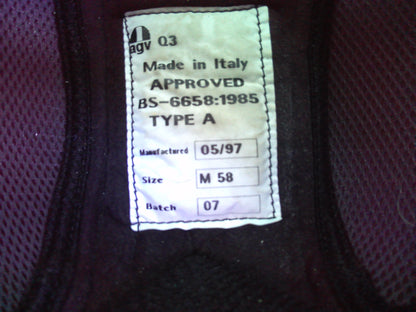 agv Q3
Made in Italy
APPROVED
BS-6658:1985
TYPE A
Manufactured 05/97
Size M 58
Batch 07